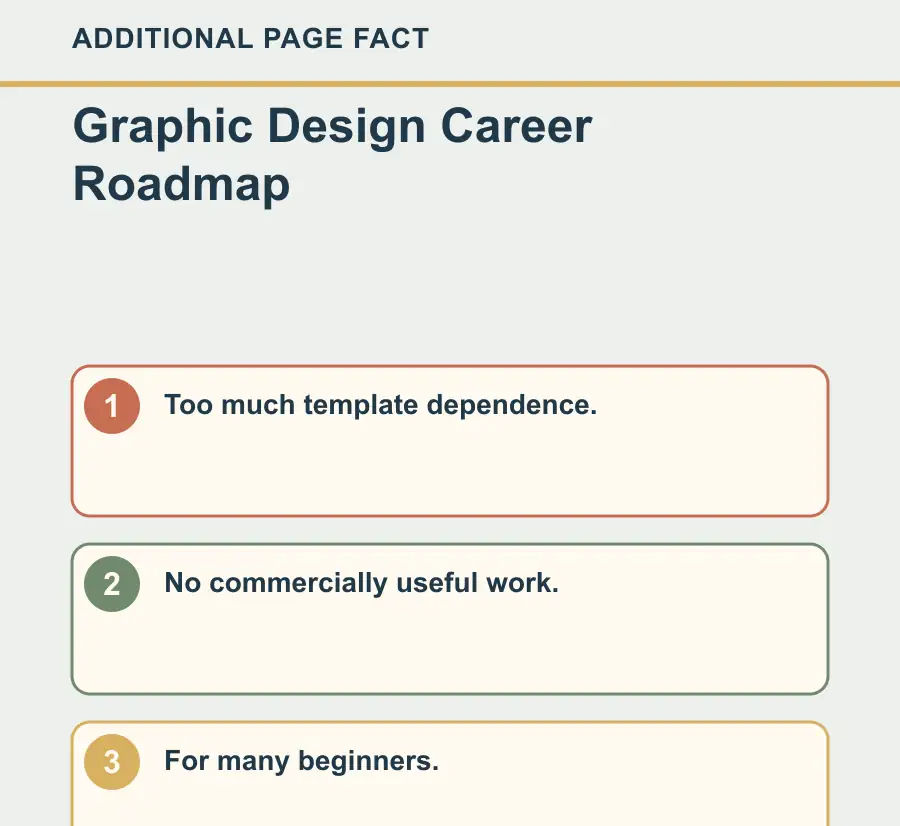 ADDITIONAL PAGE FACT
Graphic Design Career
Roadmap
1 Too much template dependence.
2 No commercially useful work.
3 For many beginners.